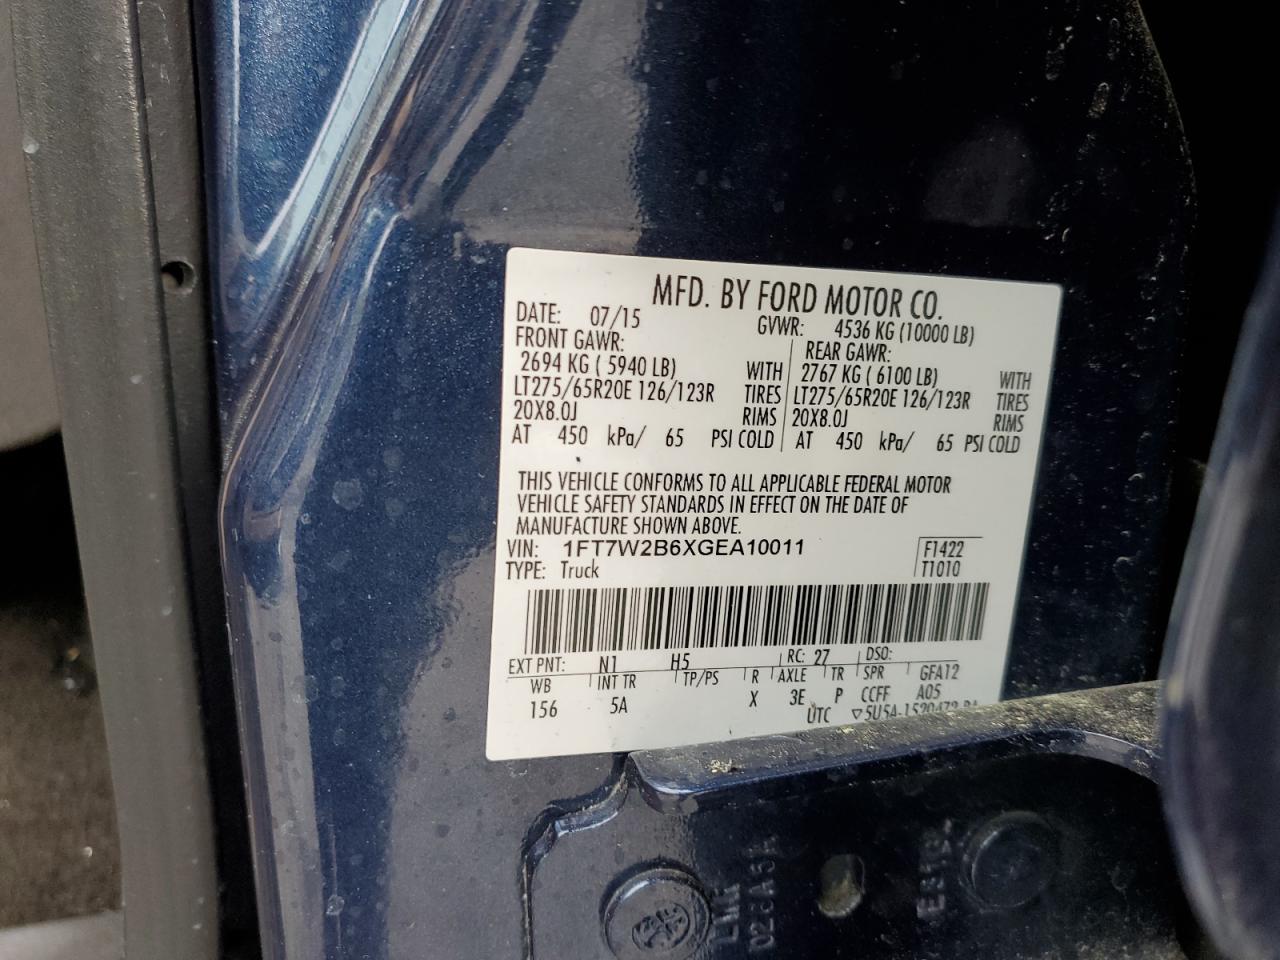 MFD. BY FORD MOTOR CO.
DATE: 07/15 GVWR: 4536 KG (10000 LB)
FRONT GAWR: REAR GAWR:
2694 KG ( 5940 LB) WITH 2767 KG ( 6100 LB) WITH
LT275/65R20E 126/123R TIRES LT275/65R20E 126/123R TIRES
20X8.0J RIMS 20X8.0J RIMS
AT 450 kPa/ 65 PSI COLD AT 450 kPa/ 65 PSI COLD
THIS VEHICLE CONFORMS TO ALL APPLICABLE FEDERAL MOTOR
VEHICLE SAFETY STANDARDS IN EFFECT ON THE DATE OF
MANUFACTURE SHOWN ABOVE.
VIN: 1FT7W2B6XGEA10011 F1422
TYPE: Truck T1010
EXT PNT: N1 H5 RC: 27 DSO:
WB INT TR TP/PS R AXLE TR SPR GFA12
156 5A X 3E P CCFF A05
UTC ▽5U5A-1520472-